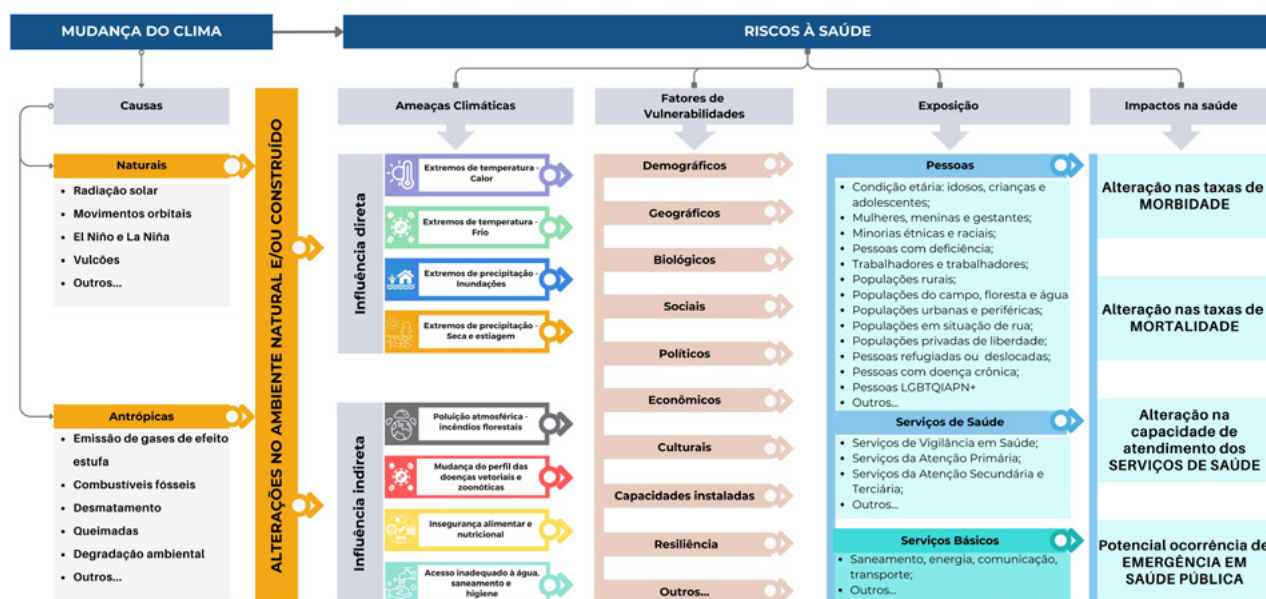 MUDANÇA DO CLIMA
RISCOS À SAÚDE
Causas
Naturais
• Radiação solar
• Movimentos orbitais
• El Niño e La Niña
• Vulcões
• Outros...
Antrópicas
• Emissão de gases de efeito
estufa
• Combustíveis fósseis
• Desmatamento
• Queimadas
• Degradação ambiental
• Outros...
ALTERAÇÕES NO AMBIENTE NATURAL E/OU CONSTRUÍDO
Ameaças Climáticas
Influência direta
Extremos de temperatura -
Calor
Extremos de temperatura -
Frio
Extremos de precipitação -
Inundações
Extremos de precipitação -
Seca e estiagem
Influência indireta
Poluição atmosférica -
incêndios florestais
Mudança do perfil das
doenças vetoriais e
zoonóticas
Insegurança alimentar e
nutricional
Acesso inadequado à água,
saneamento e
higiene
Fatores de
Vulnerabilidades
Demográficos
Geográficos
Biológicos
Sociais
Políticos
Econômicos
Culturais
Capacidades instaladas
Resiliência
Outros...
Exposição
Pessoas
• Condição etária: idosos, crianças e
adolescentes;
• Mulheres, meninas e gestantes;
• Minorias étnicas e raciais;
• Pessoas com deficiência;
• Trabalhadores e trabalhadores;
• Populações rurais;
• Populações do campo, floresta e água
• Populações urbanas e periféricas;
• Populações em situação de rua;
• Populações privadas de liberdade;
• Pessoas refugiadas ou deslocadas;
• Pessoas com doença crônica;
• Pessoas LGBTQIAPN+
• Outros...
Serviços de Saúde
• Serviços de Vigilância em Saúde;
• Serviços da Atenção Primária;
• Serviços da Atenção Secundária e
Terciária;
• Outros...
Serviços Básicos
• Saneamento, energia, comunicação,
transporte;
• Outros...
Impactos na saúde
Alteração nas taxas de
MORBIDADE
Alteração nas taxas de
MORTALIDADE
Alteração na
capacidade de
atendimento dos
SERVIÇOS DE SAÚDE
Potencial ocorrência de
EMERGÊNCIA EM
SAÚDE PÚBLICA